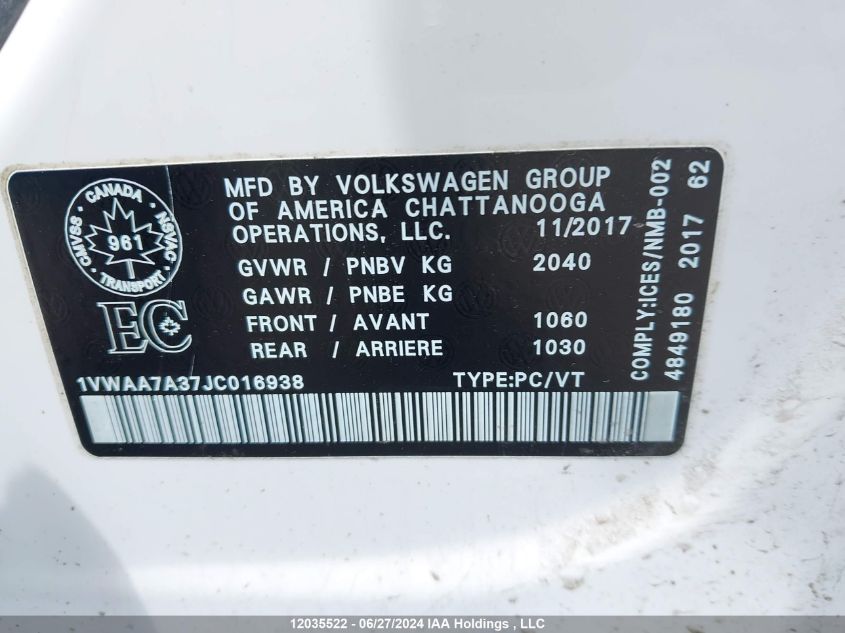 CANADA
CMVSS
NSVAC
961
TRANSPORT
EC
MFD BY VOLKSWAGEN GROUP
OF AMERICA CHATTANOOGA
OPERATIONS, LLC. 11/2017
GVWR / PNBV KG 2040
GAWR / PNBE KG
FRONT / AVANT 1060
REAR / ARRIERE 1030
1VWAA7A37JC016938 TYPE:PC/VT
COMPLY:ICES/NMB-002
4849180 2017 62
12035522 - 06/27/2024 IAA Holdings , LLC